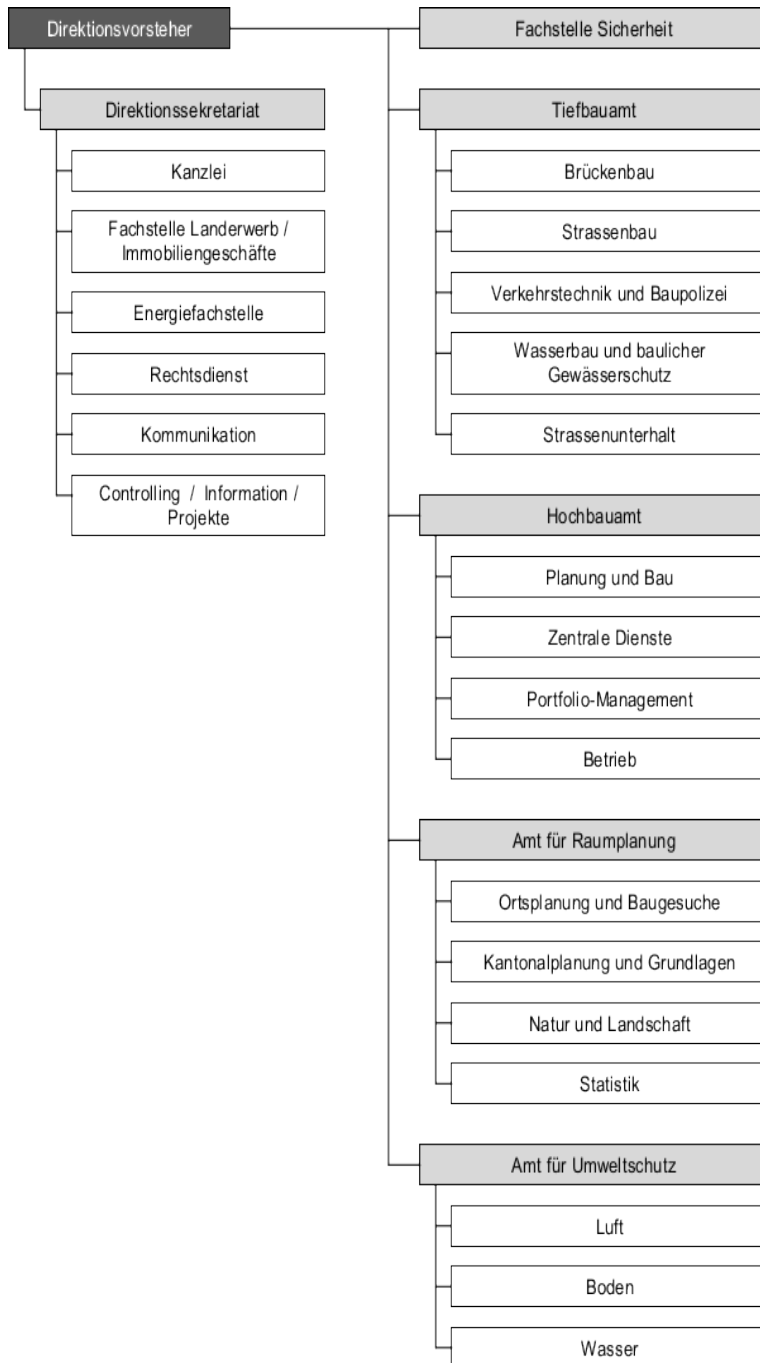 Direktionsvorsteher
Direktionssekretariat
Kanzlei
Fachstelle Landerwerb /
Immobiliengeschäfte
Energiefachstelle
Rechtsdienst
Kommunikation
Controlling / Information /
Projekte
Fachstelle Sicherheit
Tiefbauamt
Brückenbau
Strassenbau
Verkehrstechnik und Baupolizei
Wasserbau und baulicher
Gewässerschutz
Strassenunterhalt
Hochbauamt
Planung und Bau
Zentrale Dienste
Portfolio-Management
Betrieb
Amt für Raumplanung
Ortsplanung und Baugesuche
Kantonalplanung und Grundlagen
Natur und Landschaft
Statistik
Amt für Umweltschutz
Luft
Boden
Wasser